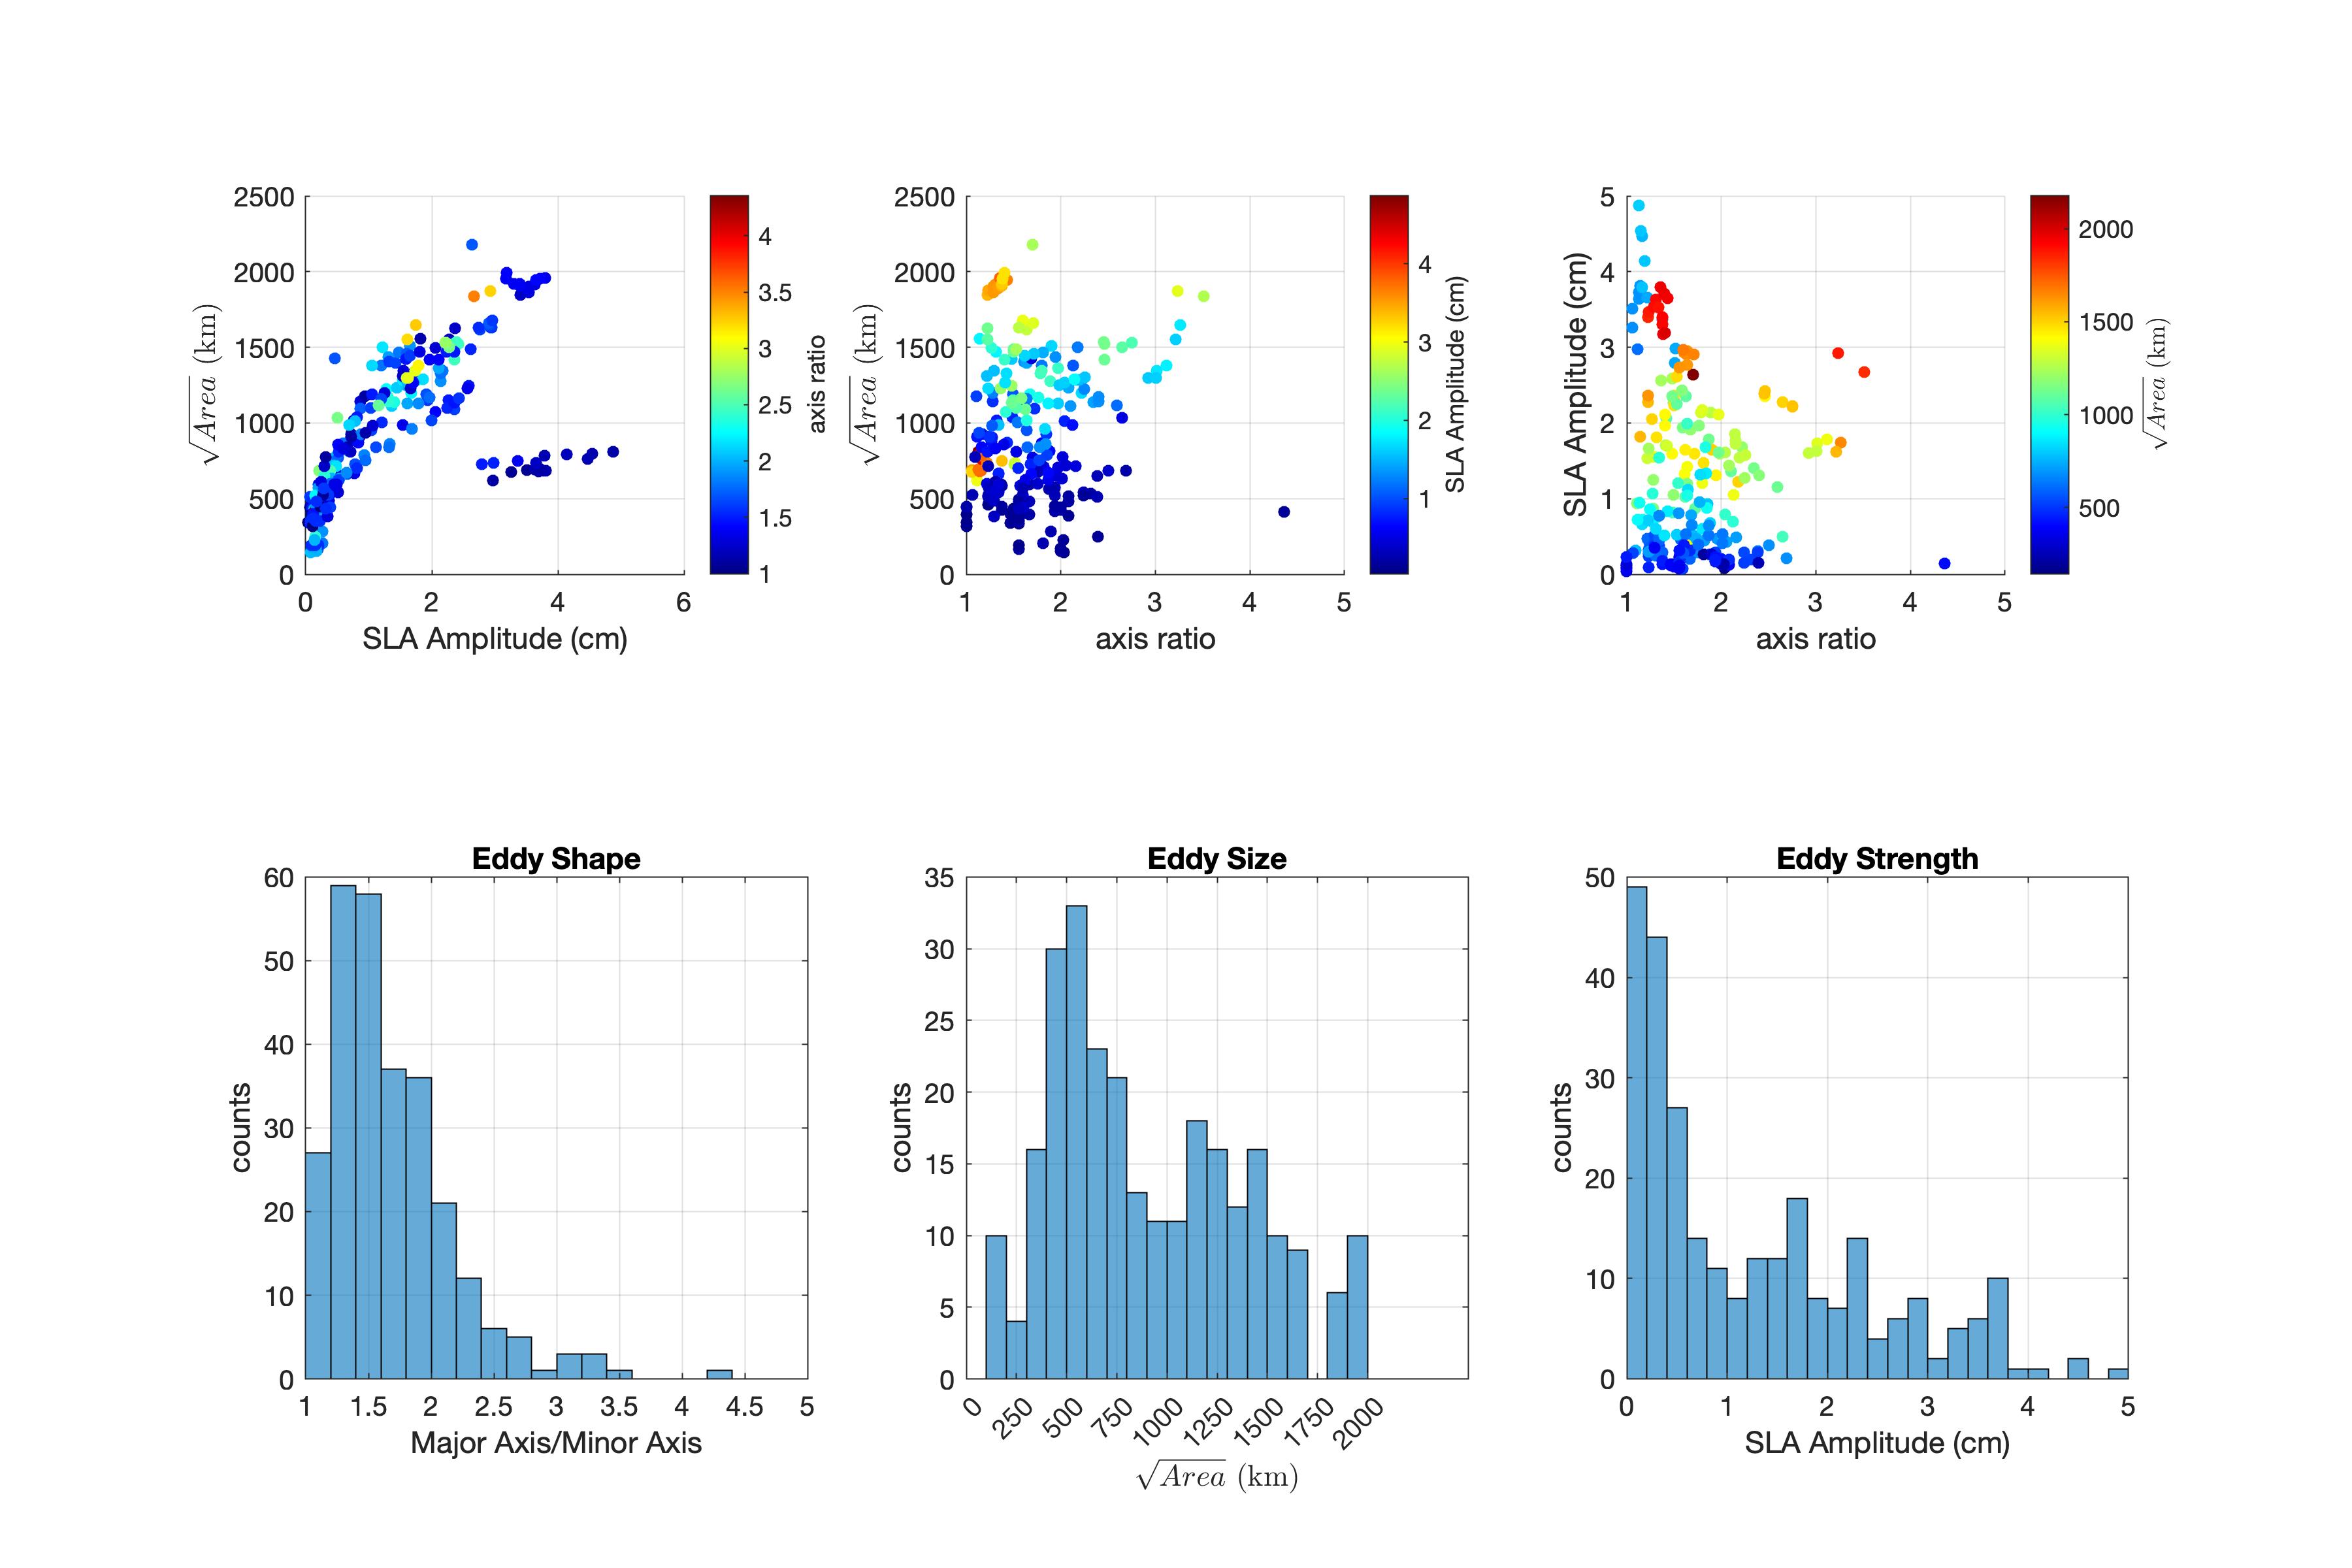 2500
2000
1500
1000
500
0
0 2 4 6
SLA Amplitude (cm)
√Area (km)
4
3.5
3
2.5
2
1.5
1
axis ratio
2500
2000
1500
1000
500
0
1 2 3 4 5
axis ratio
√Area (km)
4
3
2
1
SLA Amplitude (cm)
5
4
3
2
1
0
1 2 3 4 5
axis ratio
SLA Amplitude (cm)
2000
1500
1000
500
√Area (km)
Eddy Shape
60
50
40
30
20
10
0
counts
1 1.5 2 2.5 3 3.5 4 4.5 5
Major Axis/Minor Axis
Eddy Size
35
30
25
20
15
10
5
0
counts
0 250 500 750 1000 1250 1500 1750 2000
√Area (km)
Eddy Strength
50
40
30
20
10
0
counts
0 1 2 3 4 5
SLA Amplitude (cm)